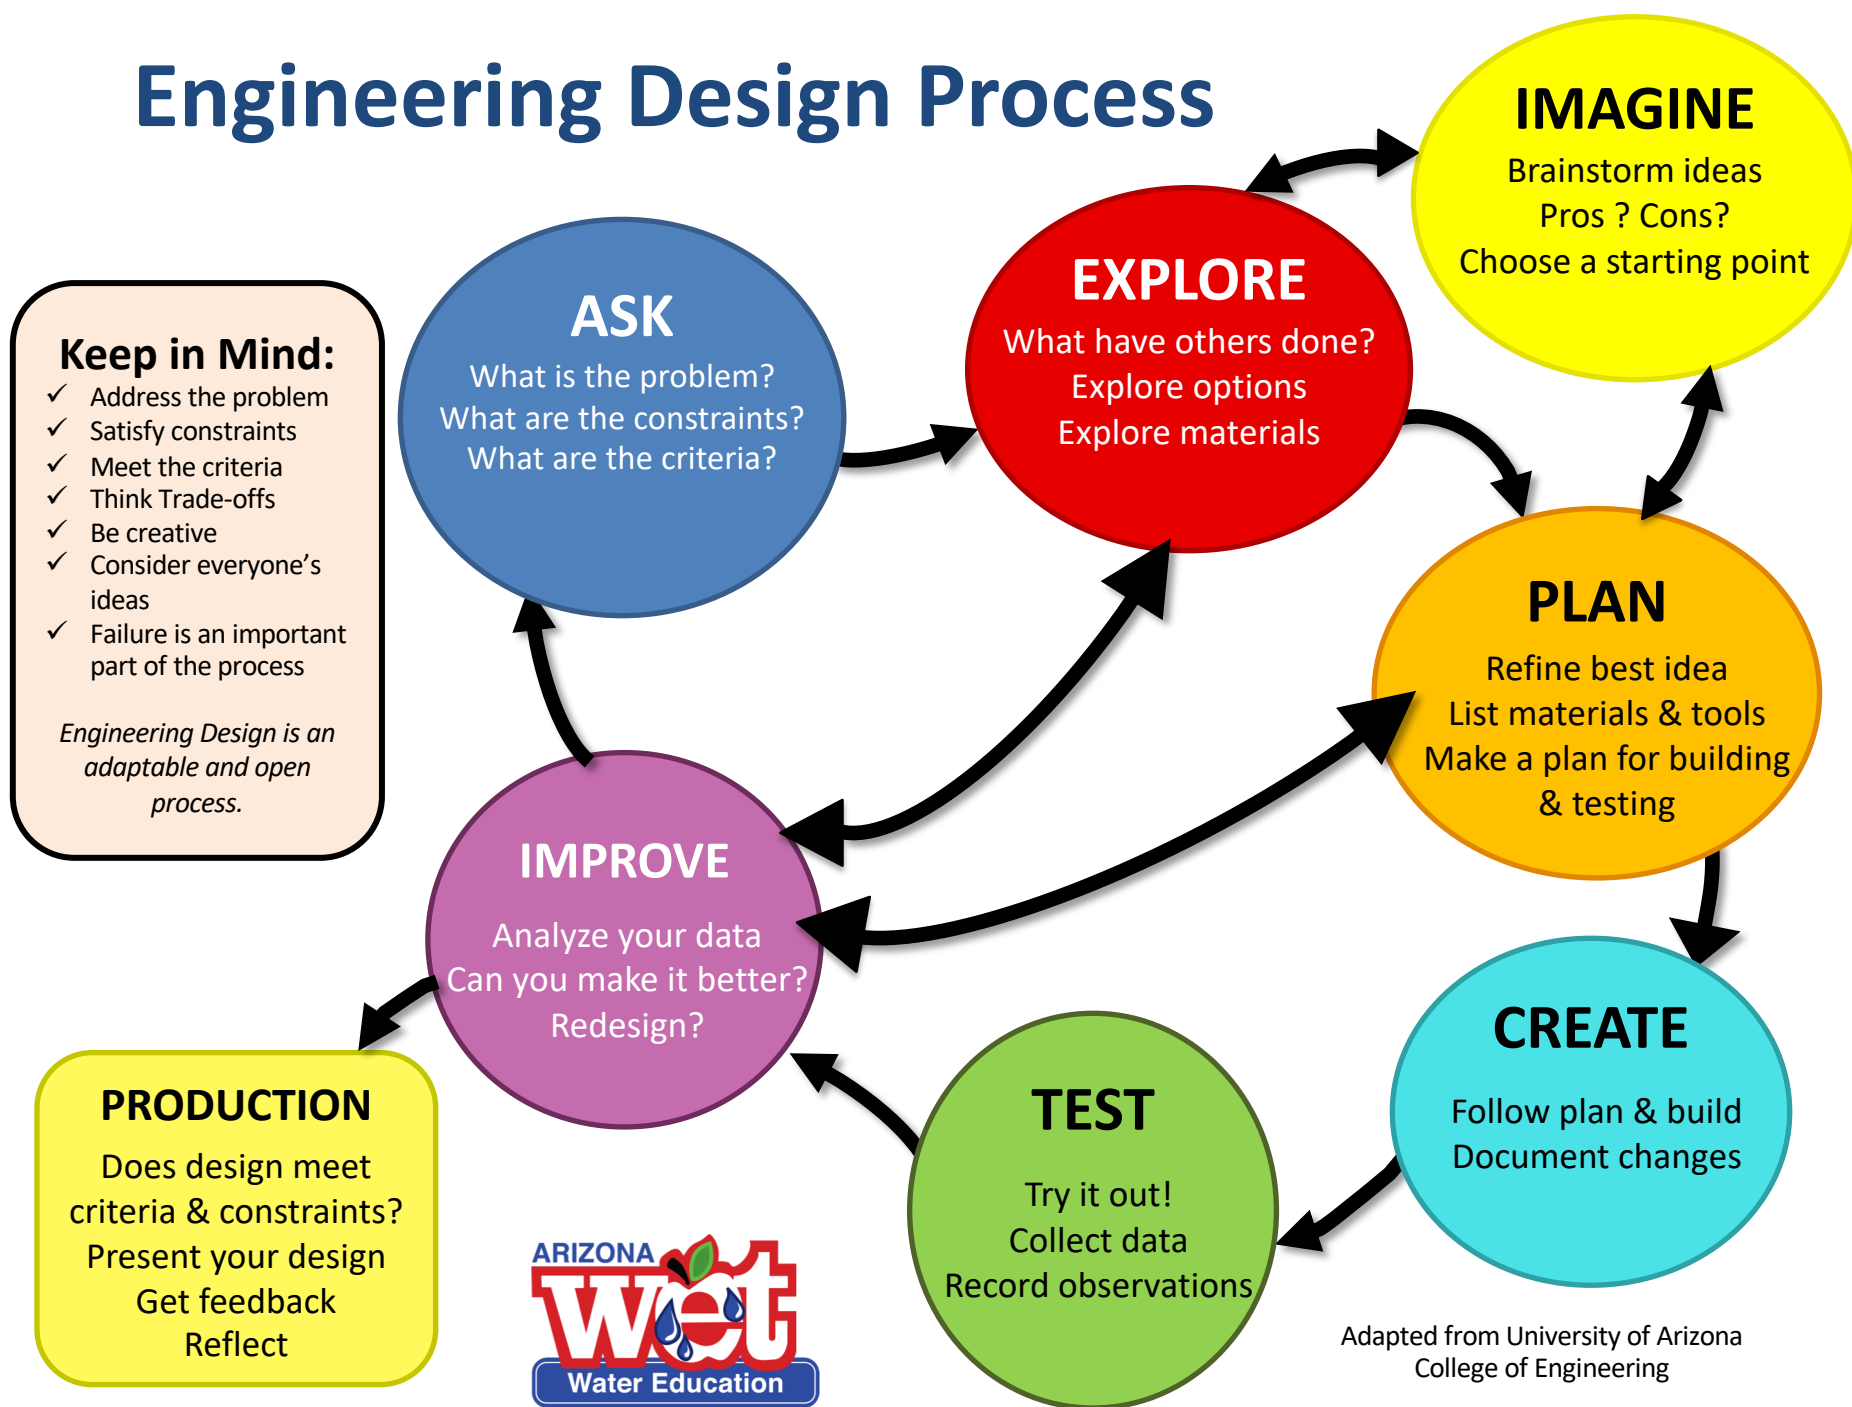 Engineering Design Process
IMAGINE
Brainstorm ideas
Pros ? Cons?
Choose a starting point
EXPLORE
What have others done?
Explore options
Explore materials
ASK
What is the problem?
What are the constraints?
What are the criteria?
Keep in Mind:
✓ Address the problem
✓ Satisfy constraints
✓ Meet the criteria
✓ Think Trade-offs
✓ Be creative
✓ Consider everyone's
ideas
✓ Failure is an important
part of the process
Engineering Design is an
adaptable and open
process.
PLAN
Refine best idea
List materials & tools
Make a plan for building
& testing
IMPROVE
Analyze your data
Can you make it better?
Redesign?
CREATE
Follow plan & build
Document changes
TEST
Try it out!
Collect data
Record observations
PRODUCTION
Does design meet
criteria & constraints?
Present your design
Get feedback
Reflect
ARIZONA
wet
Water Education
Adapted from University of Arizona
College of Engineering